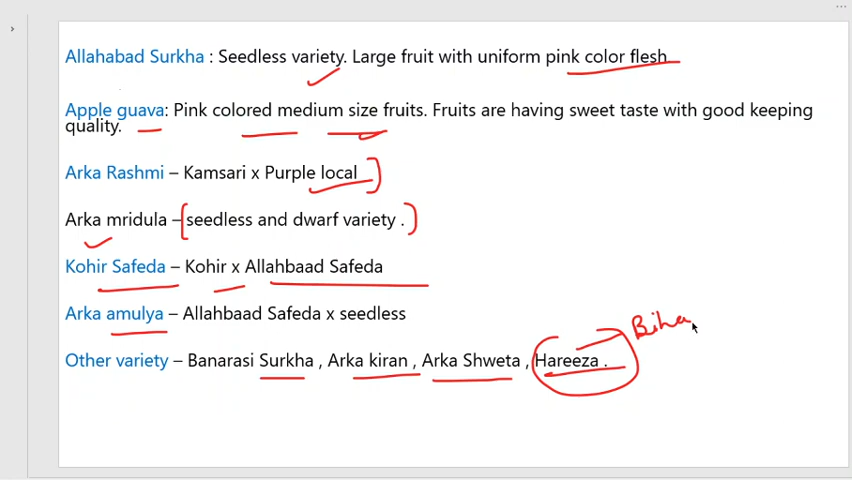 Allahabad Surkha : Seedless variety. Large fruit with uniform pink color flesh
Apple guava: Pink colored medium size fruits. Fruits are having sweet taste with good keeping
quality.
Arka Rashmi – Kamsari x Purple local
Arka mridula – seedless and dwarf variety .
Kohir Safeda – Kohir x Allahbaad Safeda
Arka amulya – Allahbaad Safeda x seedless
Biha
Other variety – Banarasi Surkha , Arka kiran , Arka Shweta , Hareeza .